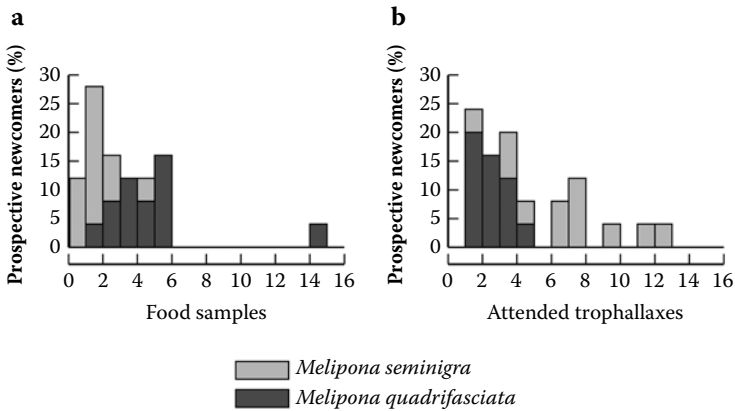 a
b
Prospective newcomers (%)
30
25
20
15
10
5
0
0 2 4 6 8 10 12 14 16
Food samples
Prospective newcomers (%)
30
25
20
15
10
5
0
0 2 4 6 8 10 12 14 16
Attended trophallaxes
Melipona seminigra
Melipona quadrifasciata